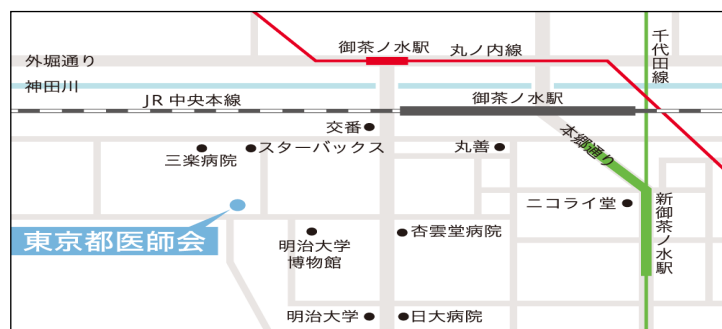 御茶ノ水駅
丸ノ内線
千代田線
外堀通り
神田川
JR中央本線
御茶ノ水駅
交番
本郷通り
三楽病院
スターバックス
丸善
ニコライ堂
新御茶ノ水駅
東京都医師会
明治大学
博物館
杏雲堂病院
明治大学
日大病院